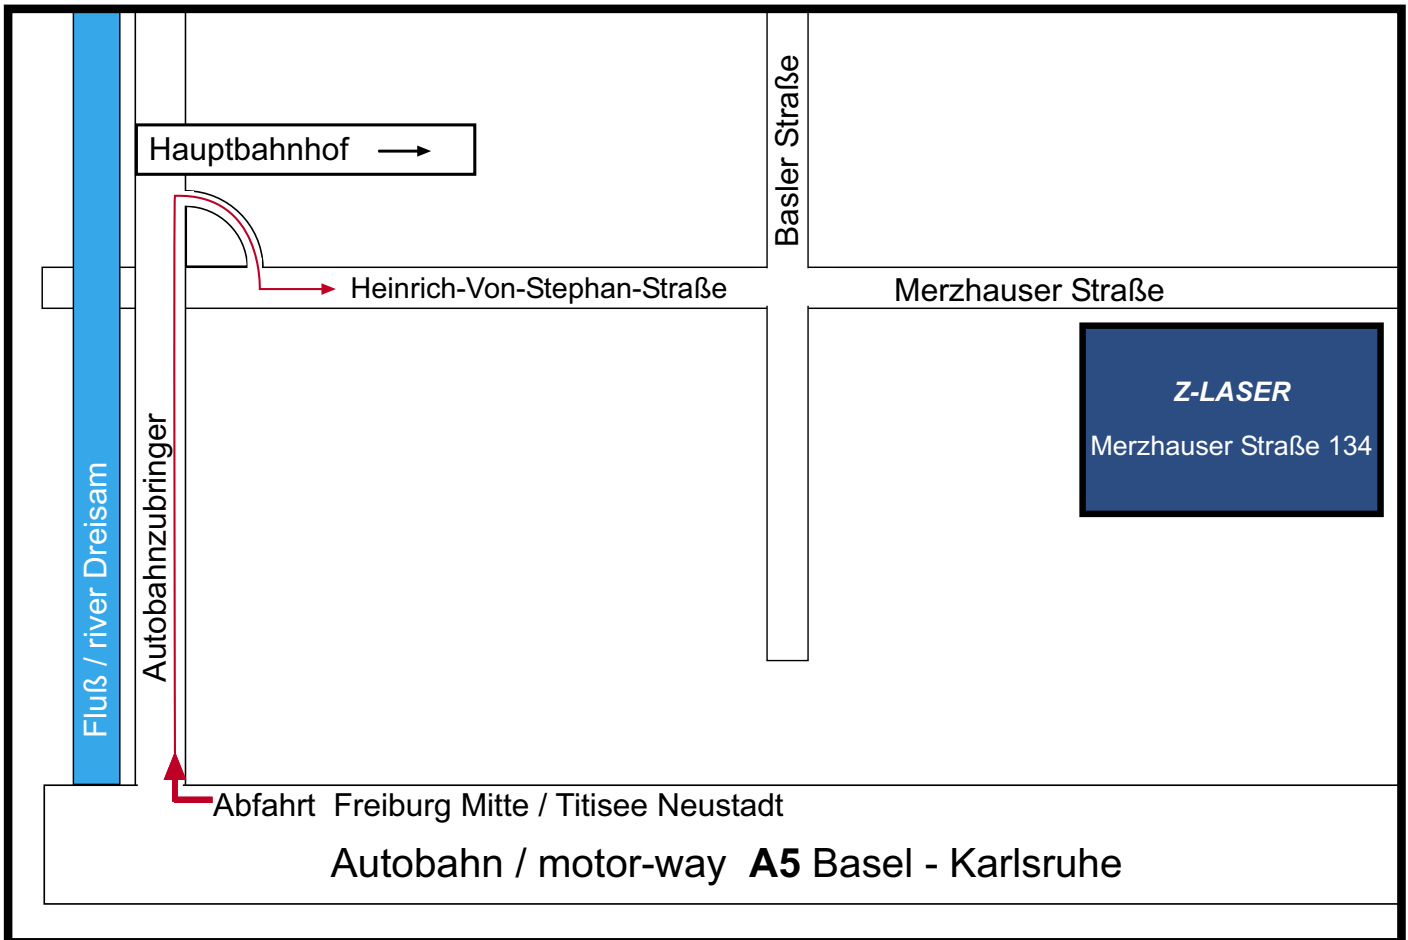 Hauptbahnhof
Basler Straße
Heinrich-Von-Stephan-Straße
Merzhauser Straße
Z-LASER
Merzhauser Straße 134
Autobahnzubringer
Fluß / river Dreisam
Abfahrt Freiburg Mitte / Titisee Neustadt
Autobahn / motor-way A5 Basel - Karlsruhe